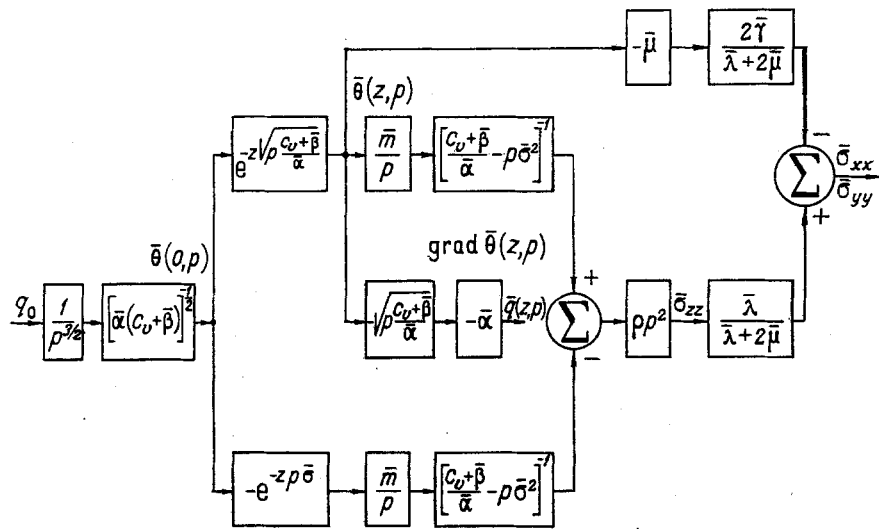 -μ̄
2γ̄ / (λ̄+2μ̄)
θ̄(z,p)
e^{-z√(p (c_v+β̄)/ᾱ)}
m̄/p
[(c_v+β̄)/ᾱ - pσ̄²]^{-1}
−
Σ
σ̄_xx
σ̄_yy
+
θ̄(0,p)
grad θ̄(z,p)
q_0
1/p^{3/2}
[ᾱ(c_v+β̄)]^{-1/2}
-√(p (c_v+β̄)/ᾱ)
-ᾱ
q̄(z,p)
+
Σ
−
ρp²
σ̄_zz
λ̄ / (λ̄+2μ̄)
-e^{-zpσ̄}
m̄/p
[(c_v+β̄)/ᾱ - pσ̄²]^{-1}